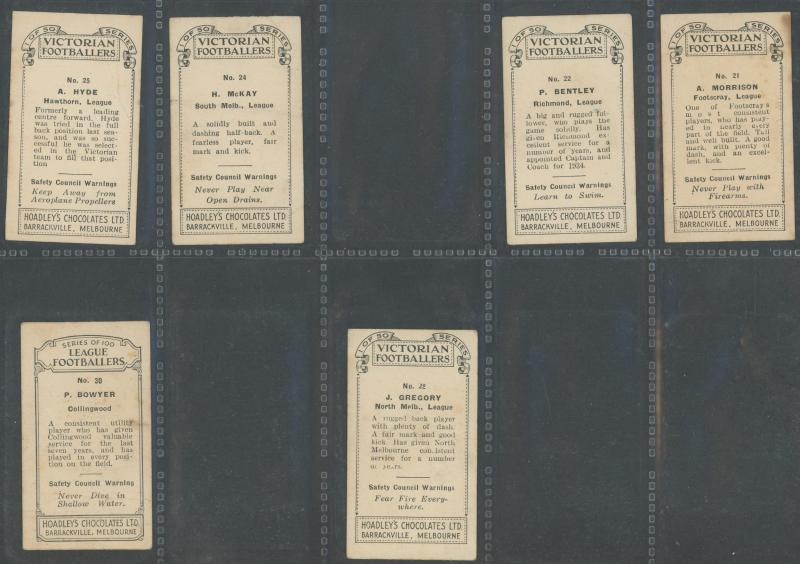 1 OF 50 SERIES
VICTORIAN
FOOTBALLERS
No. 25
A. HYDE
Hawthorn, League
Formerly a leading
centre forward. Hyde
was tried in the full
back position last sea-
son, and was so suc-
cessful he was select-
ed in the Victorian
team to fill that posi-
tion
Safety Council Warnings
Keep Away from
Aeroplane Propellers
HOADLEY'S CHOCOLATES LTD.
BARRACKVILLE, MELBOURNE
1 OF 50 SERIES
VICTORIAN
FOOTBALLERS
No. 24
H. McKAY
South Melb., League
A solidly built and
dashing half-back. A
fearless player, fair
mark and kick.
Safety Council Warnings
Never Play Near
Open Drains.
HOADLEY'S CHOCOLATES LTD.
BARRACKVILLE, MELBOURNE
1 OF 50 SERIES
VICTORIAN
FOOTBALLERS
No. 22
P. BENTLEY
Richmond, League
A big and rugged fol-
lower, who plays the
game solidly. Has
given Richmond ex-
cellent service for a
number of years, and
appointed Captain and
Coach for 1934.
Safety Council Warnings
Learn to Swim.
HOADLEY'S CHOCOLATES LTD.
BARRACKVILLE, MELBOURNE
1 OF 50 SERIES
VICTORIAN
FOOTBALLERS
No. 21
A. MORRISON
Footscray, League
One of Footscray's
most consistent
players, who has play-
ed in nearly every
part of the field. Tall
and well built. A good
mark, with plenty of
dash, and an excel-
lent kick.
Safety Council Warnings
Never Play with
Firearms.
HOADLEY'S CHOCOLATES LTD.
BARRACKVILLE, MELBOURNE
SERIES OF 100
LEAGUE
FOOTBALLERS
No. 30
P. BOWYER
Collingwood
A consistent utility
player who has given
Collingwood valuable
service for the last
seven years, and has
played in every posi-
tion on the field.
Safety Council Warnings
Never Dive in
Shallow Water.
HOADLEY'S CHOCOLATES LTD.
BARRACKVILLE, MELBOURNE
1 OF 50 SERIES
VICTORIAN
FOOTBALLERS
No.
J. GREGORY
North Melb., League
A rugged back player
with plenty of dash.
A fair mark and good
kick. Has given North
Melbourne consistent
service for a number
of years.
Safety Council Warnings
Fear Fire Every-
where.
HOADLEY'S CHOCOLATES LTD.
BARRACKVILLE, MELBOURNE